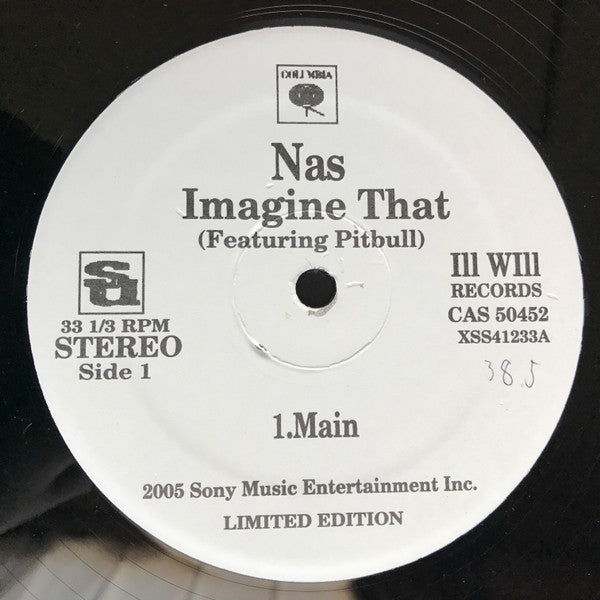 COLUMBIA
Nas
Imagine That
(Featuring Pitbull)
su
33 1/3 RPM
STEREO
Side 1
Ill WIll
RECORDS
CAS 50452
XSS41233A
38.5
1.Main
2005 Sony Music Entertainment Inc.
LIMITED EDITION